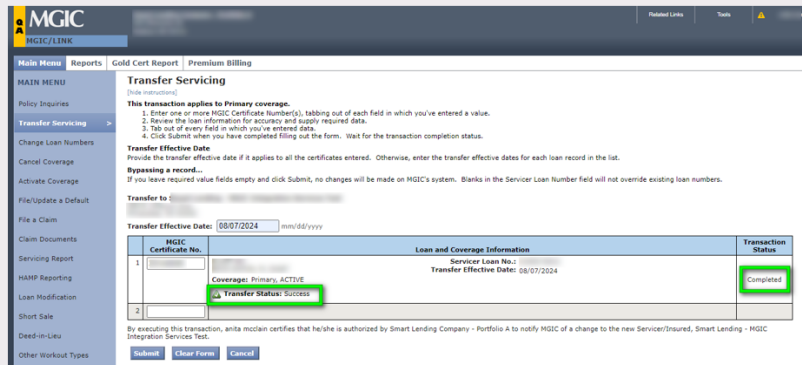 QA
MGIC
MGIC/LINK
Related Links Tools
Main Menu Reports Gold Cert Report Premium Billing
MAIN MENU
Policy Inquiries
Transfer Servicing >
Change Loan Numbers
Cancel Coverage
Activate Coverage
File/Update a Default
File a Claim
Claim Documents
Servicing Report
HAMP Reporting
Loan Modification
Short Sale
Deed-in-Lieu
Other Workout Types
Transfer Servicing
[hide instructions]
This transaction applies to Primary coverage.
1. Enter one or more MGIC Certificate Number(s), tabbing out of each field in which you've entered a value.
2. Review the loan information for accuracy and supply required data.
3. Tab out of every field in which you've entered data.
4. Click Submit when you have completed filling out the form. Wait for the transaction completion status.
Transfer Effective Date
Provide the transfer effective date if it applies to all the certificates entered. Otherwise, enter the transfer effective dates for each loan record in the list.
Bypassing a record...
If you leave required value fields empty and click Submit, no changes will be made on MGIC's system. Blanks in the Servicer Loan Number field will not override existing loan numbers.
Transfer to
Transfer Effective Date: 08/07/2024 mm/dd/yyyy
MGIC Certificate No. Loan and Coverage Information Transaction Status
1
Servicer Loan No.:
Transfer Effective Date: 08/07/2024
Coverage: Primary, ACTIVE
Completed
Transfer Status: Success
2
By executing this transaction, anita mcclain certifies that he/she is authorized by Smart Lending Company - Portfolio A to notify MGIC of a change to the new Servicer/Insured, Smart Lending - MGIC
Integration Services Test.
Submit Clear Form Cancel